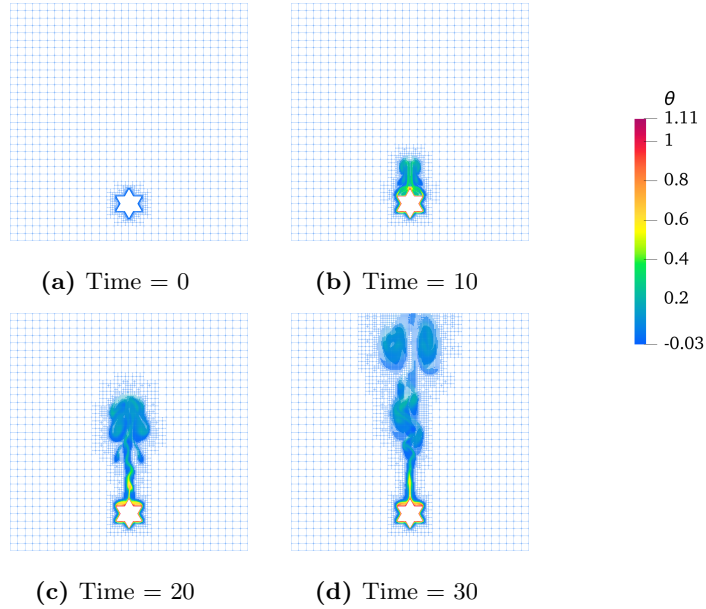 θ
1.11
1
0.8
0.6
0.4
0.2
-0.03
(a) Time = 0
(b) Time = 10
(c) Time = 20
(d) Time = 30